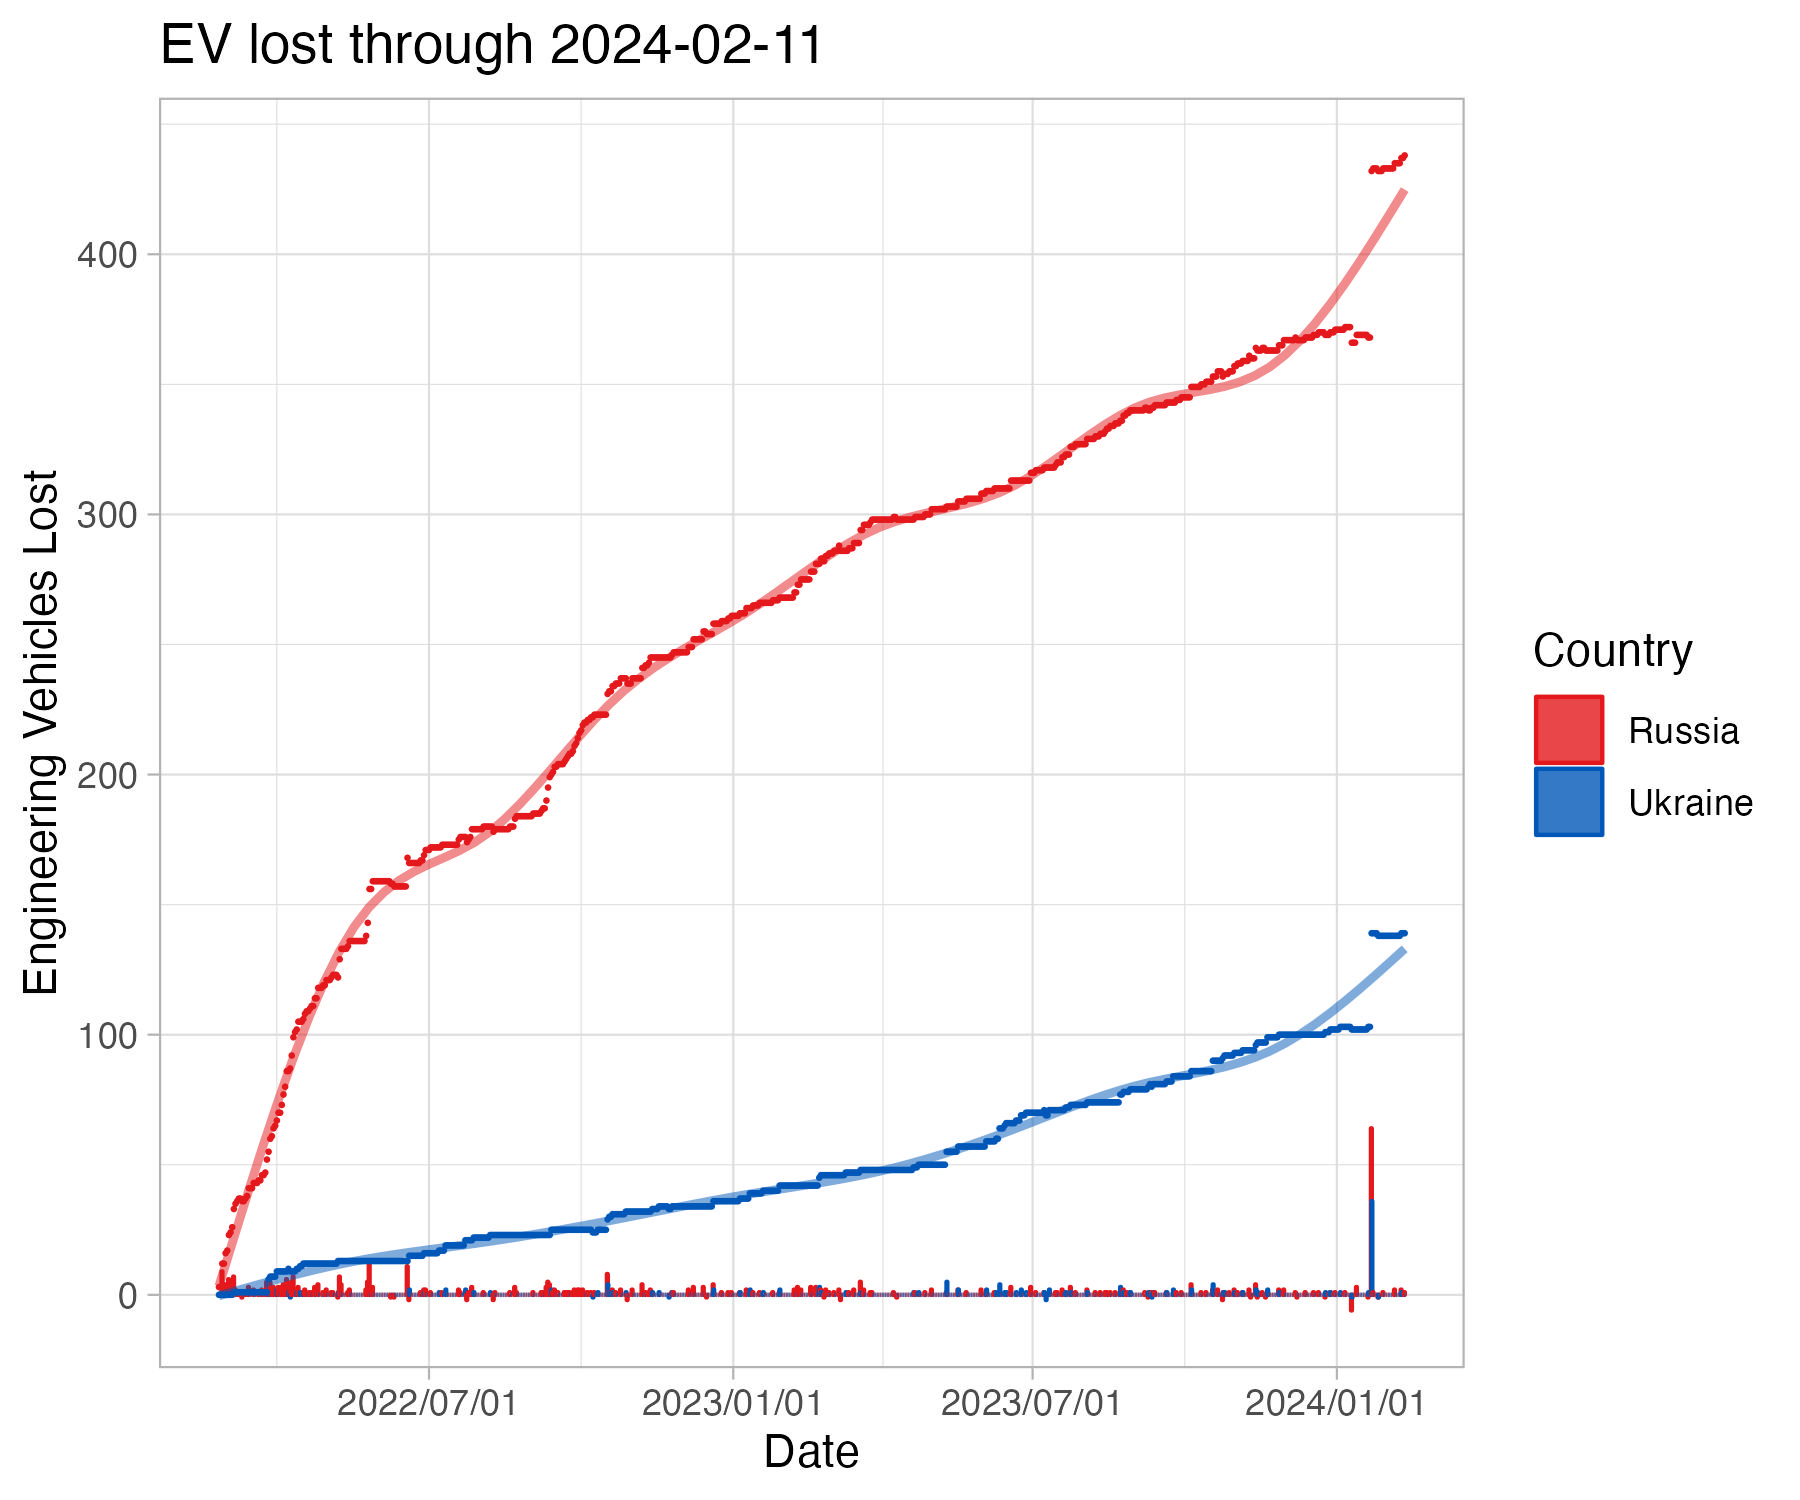 EV lost through 2024-02-11
Engineering Vehicles Lost
400
300
200
100
0
2022/07/01
2023/01/01
2023/07/01
2024/01/01
Date
Country
Russia
Ukraine